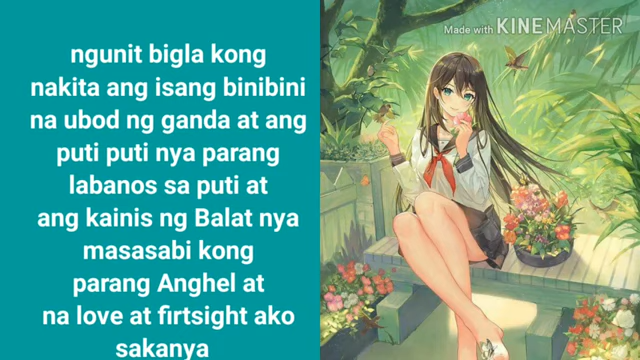 ngunit bigla kong
nakita ang isang binibini
na ubod ng ganda at ang
puti puti nya parang
labanos sa puti at
ang kainis ng Balat nya
masasabi kong
parang Anghel at
na love at firtsight ako
sakanya
Made with KINEMASTER